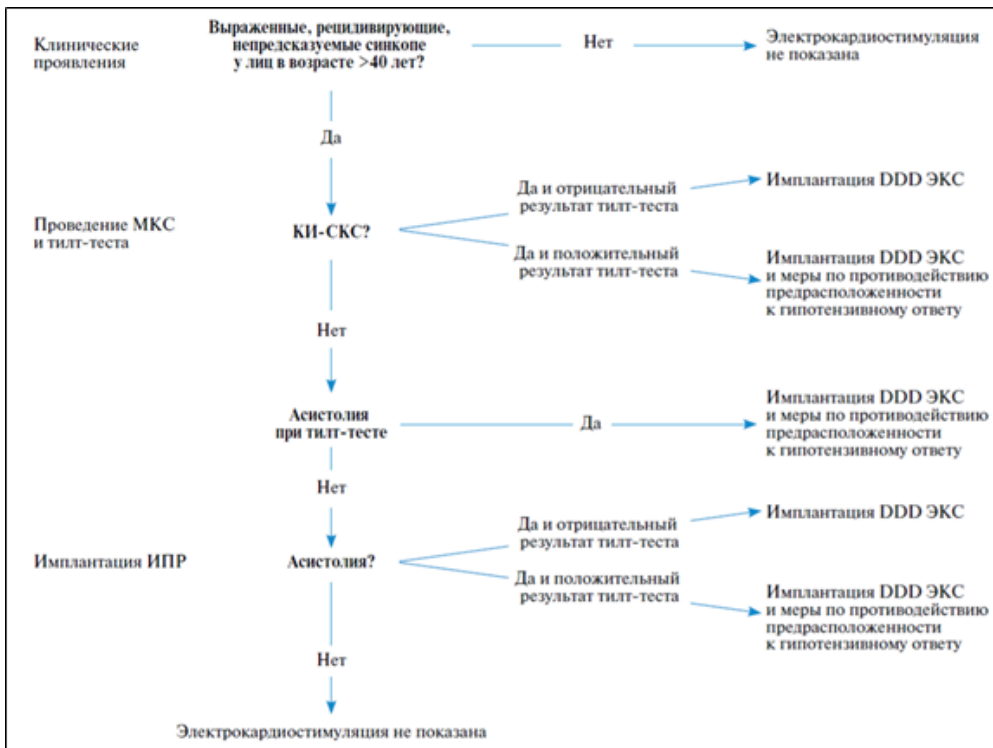 Клинические
проявления
Выраженные, рецидивирующие,
непредсказуемые синкопе
у лиц в возрасте >40 лет?
Нет
Электрокардиостимуляция
не показана
Да
Проведение МКС
и тилт-теста
КИ-СКС?
Да и отрицательный
результат тилт-теста
Имплантация DDD ЭКС
Да и положительный
результат тилт-теста
Имплантация DDD ЭКС
и меры по противодействию
предрасположенности
к гипотензивному ответу
Нет
Асистолия
при тилт-тесте
Да
Имплантация DDD ЭКС
и меры по противодействию
предрасположенности
к гипотензивному ответу
Нет
Имплантация ИПР
Асистолия?
Да и отрицательный
результат тилт-теста
Имплантация DDD ЭКС
Да и положительный
результат тилт-теста
Имплантация DDD ЭКС
и меры по противодействию
предрасположенности
к гипотензивному ответу
Нет
Электрокардиостимуляция не показана